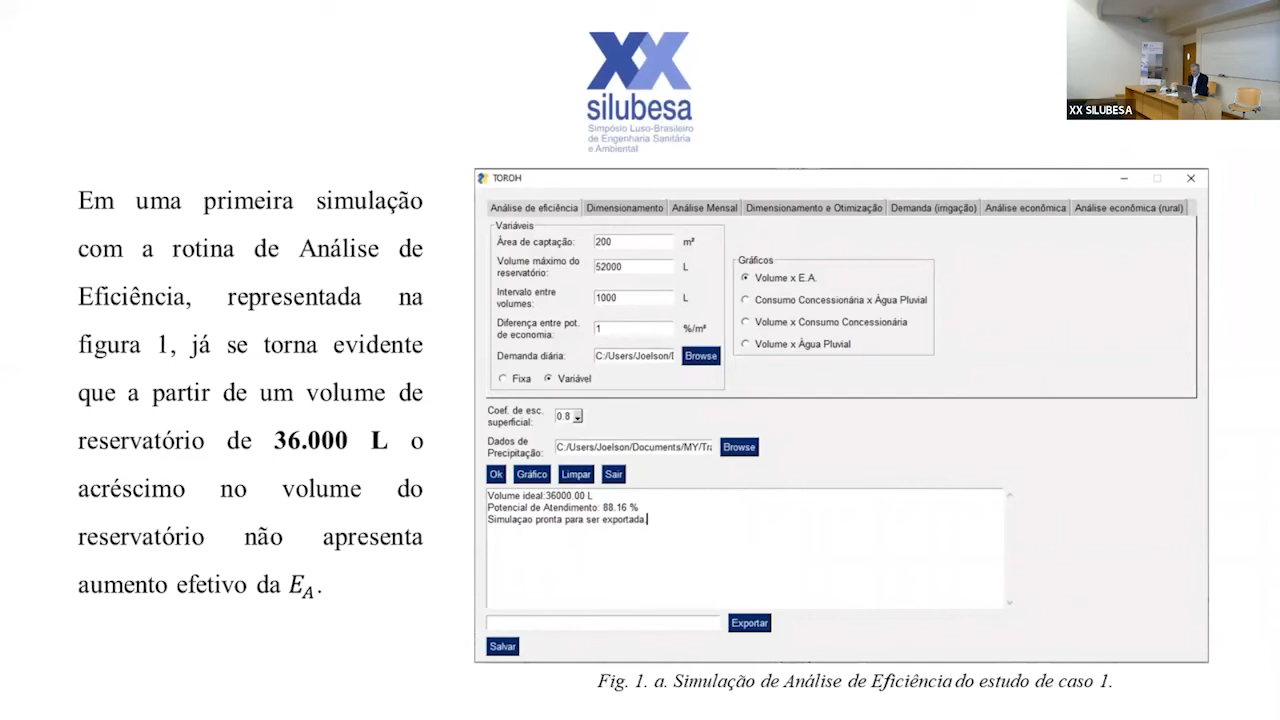 XX
silubesa
Simpósio Luso-Brasileiro
de Engenharia Sanitária
e Ambiental
XX SILUBESA
Em uma primeira simulação
com a rotina de Análise de
Eficiência, representada na
figura 1, já se torna evidente
que a partir de um volume de
reservatório de 36.000 L o
acréscimo no volume do
reservatório não apresenta
aumento efetivo da E_A.
TOROH
Análise de eficiência Dimensionamento Análise Mensal Dimensionamento e Otimização Demanda (irrgação) Análise econômica Análise econômica (rural)
Variáveis
Área de captação: 200 m²
Volume máximo do
reservatório: 52000 L
Intervalo entre
volumes: 1000 L
Diferença entre pot.
de economia: 1 %/m²
Demanda diária: C:/Users/Joelson/ Browse
Fixa Variável
Gráficos
Volume x E.A.
Consumo Concessionária x Água Pluvial
Volume x Consumo Concessionária
Volume x Água Pluvial
Coef. de esc.
superficial: 0.8
Dados de
Precipitação: C:/Users/Joelson/Documents/MY/Tra Browse
Ok Gráfico Limpar Sair
Volume ideal:36000.00 L
Potencial de Atendimento: 88.16 %
Simulaçao pronta para ser exportada.
Exportar
Salvar
Fig. 1. a. Simulação de Análise de Eficiência do estudo de caso 1.